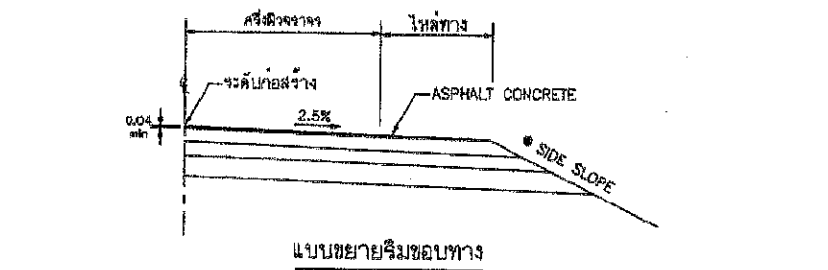 ครึ่งผิวจราจร
ไหล่ทาง
ระดับก่อสร้าง
ASPHALT CONCRETE
0.04
min
2.5%
SIDE SLOPE
แบบขยายริมขอบทาง